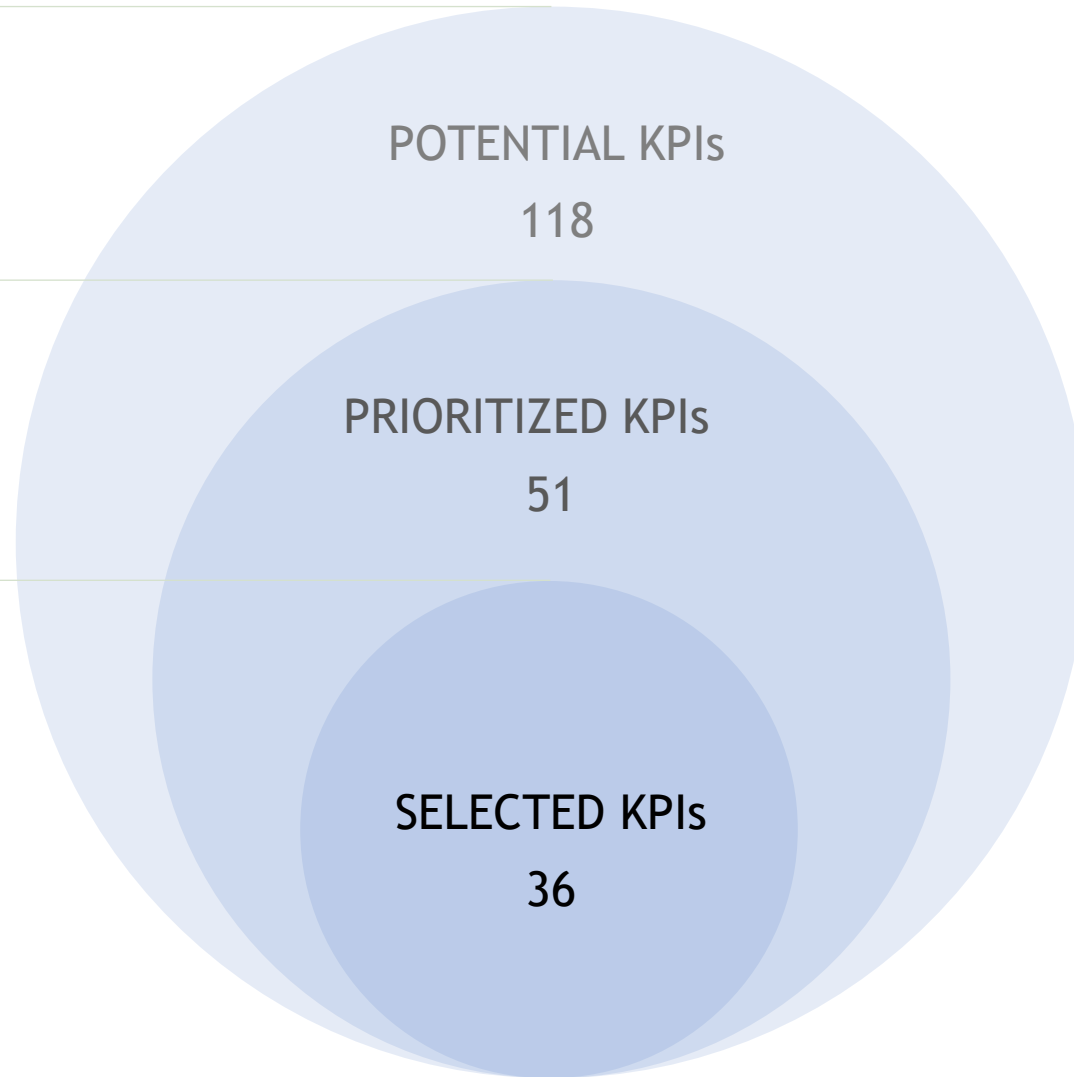 POTENTIAL KPIs
118
PRIORITIZED KPIs
51
SELECTED KPIs
36